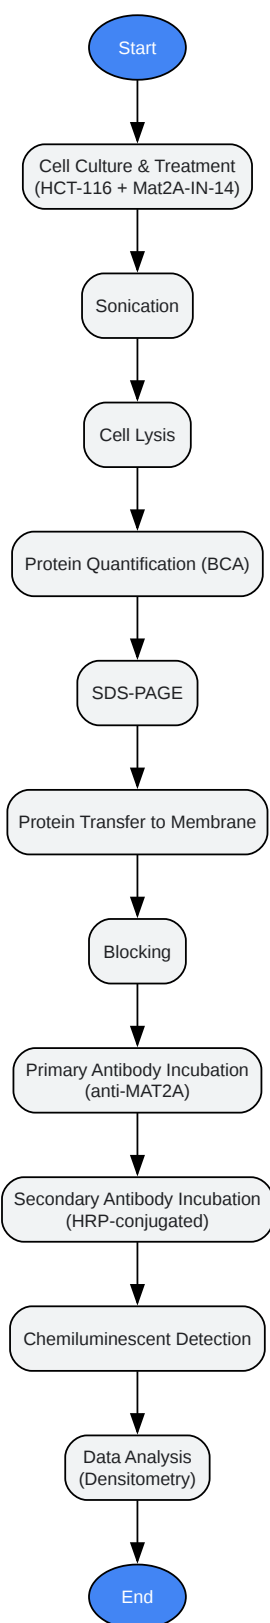 Start
Cell Culture & Treatment
(HCT-116 + Mat2A-IN-14)
Sonication
Cell Lysis
Protein Quantification (BCA)
SDS-PAGE
Protein Transfer to Membrane
Blocking
Primary Antibody Incubation
(anti-MAT2A)
Secondary Antibody Incubation
(HRP-conjugated)
Chemiluminescent Detection
Data Analysis
(Densitometry)
End